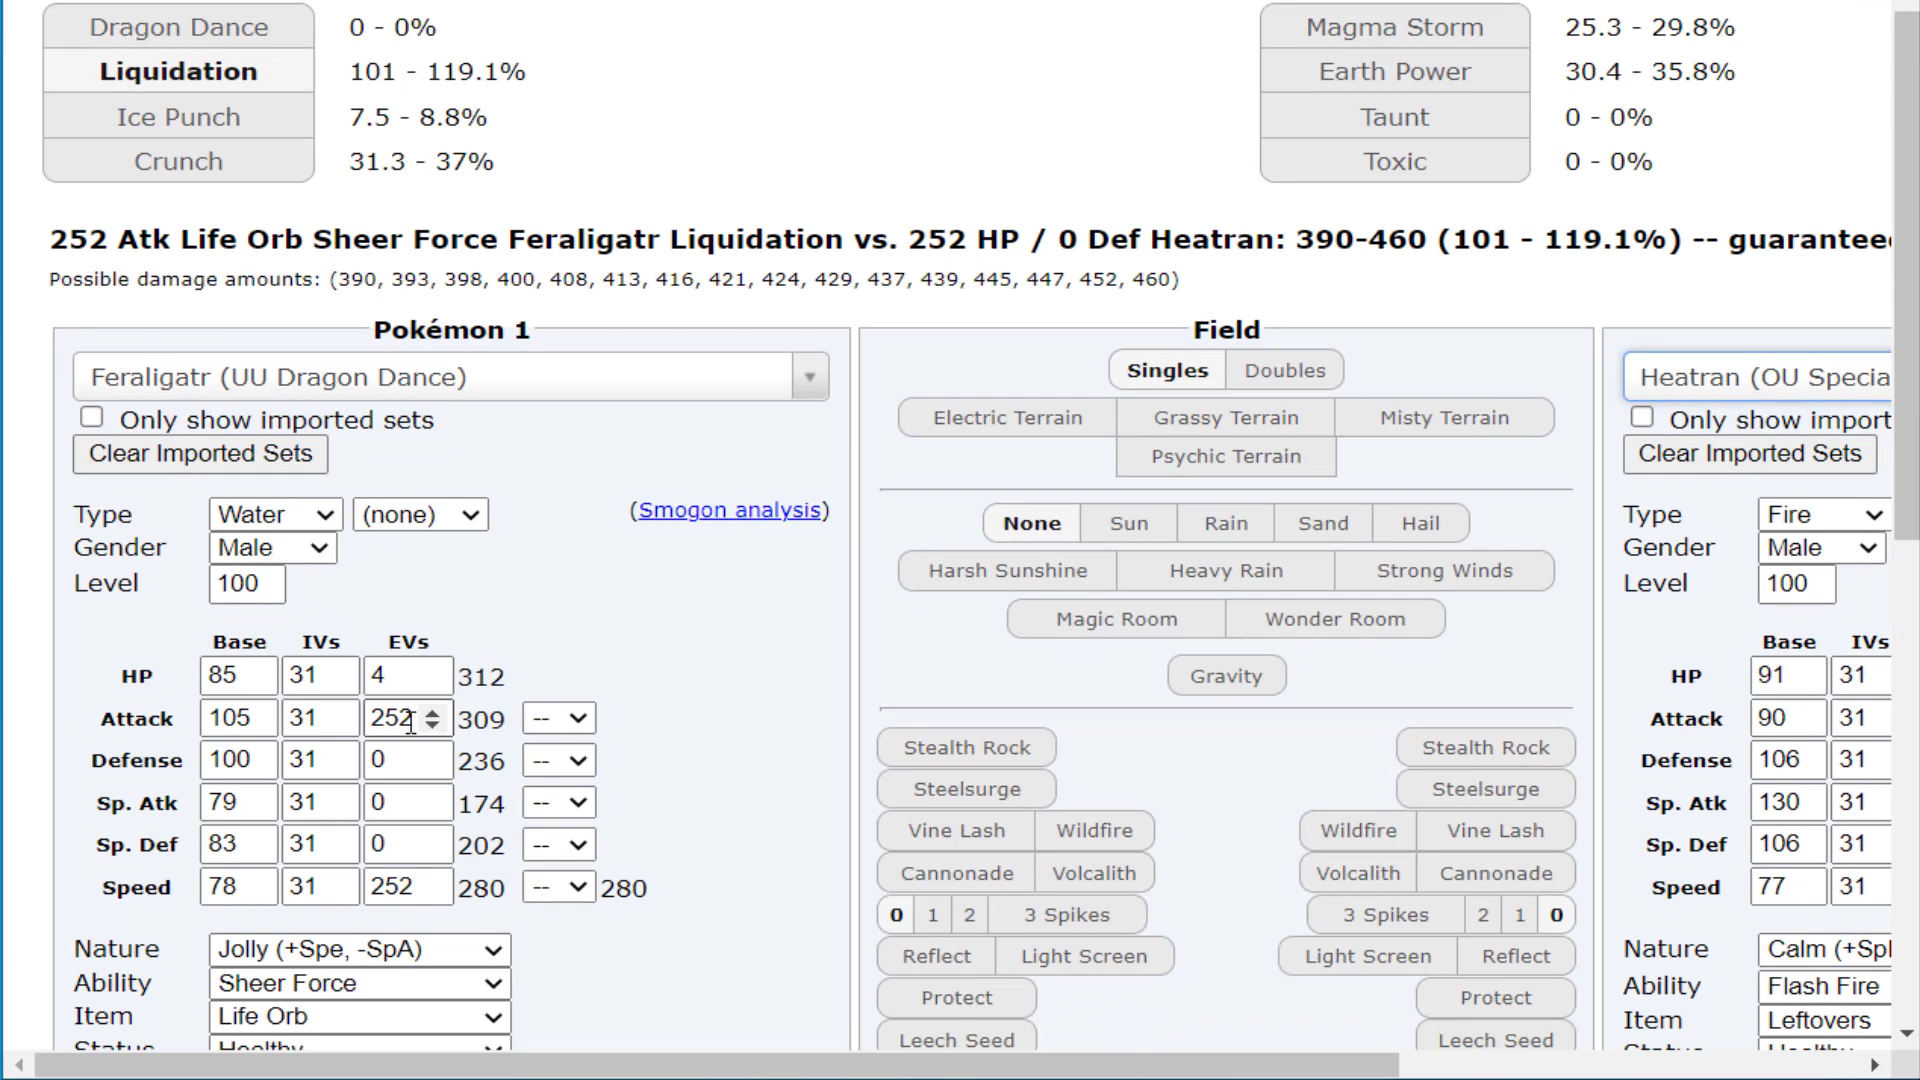 Dragon Dance 0 - 0% Magma Storm 25.3 - 29.8%
Liquidation 101 - 119.1% Earth Power 30.4 - 35.8%
Ice Punch 7.5 - 8.8% Taunt 0 - 0%
Crunch 31.3 - 37% Toxic 0 - 0%
252 Atk Life Orb Sheer Force Feraligatr Liquidation vs. 252 HP / 0 Def Heatran: 390-460 (101 - 119.1%) -- guarantee
Possible damage amounts: (390, 393, 398, 400, 408, 413, 416, 421, 424, 429, 437, 439, 445, 447, 452, 460)
Pokémon 1
Feraligatr (UU Dragon Dance)
Only show imported sets
Clear Imported Sets
Type Water (none) (Smogon analysis)
Gender Male
Level 100
Base IVs EVs
HP 85 31 4 312
Attack 105 31 252 309 --
Defense 100 31 0 236 --
Sp. Atk 79 31 0 174 --
Sp. Def 83 31 0 202 --
Speed 78 31 252 280 -- 280
Nature Jolly (+Spe, -SpA)
Ability Sheer Force
Item Life Orb
Status Healthy
Field
Singles Doubles
Electric Terrain Grassy Terrain Misty Terrain
Psychic Terrain
None Sun Rain Sand Hail
Harsh Sunshine Heavy Rain Strong Winds
Magic Room Wonder Room
Gravity
Stealth Rock Stealth Rock
Steelsurge Steelsurge
Vine Lash Wildfire Wildfire Vine Lash
Cannonade Volcalith Volcalith Cannonade
0 1 2 3 Spikes 3 Spikes 2 1 0
Reflect Light Screen Light Screen Reflect
Protect Protect
Leech Seed Leech Seed
Heatran (OU Specia
Only show import
Clear Imported Sets
Type Fire
Gender Male
Level 100
Base IVs
HP 91 31
Attack 90 31
Defense 106 31
Sp. Atk 130 31
Sp. Def 106 31
Speed 77 31
Nature Calm (+Sp
Ability Flash Fire
Item Leftovers
Status Healthy